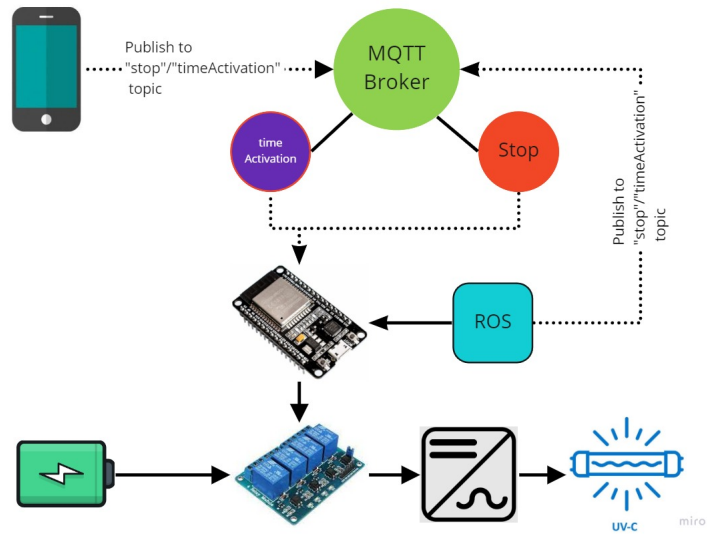 Publish to
"stop"/"timeActivation"
topic
MQTT
Broker
time
Activation
Stop
Publish to
"stop"/"timeActivation"
topic
ROS
UV-C
miro